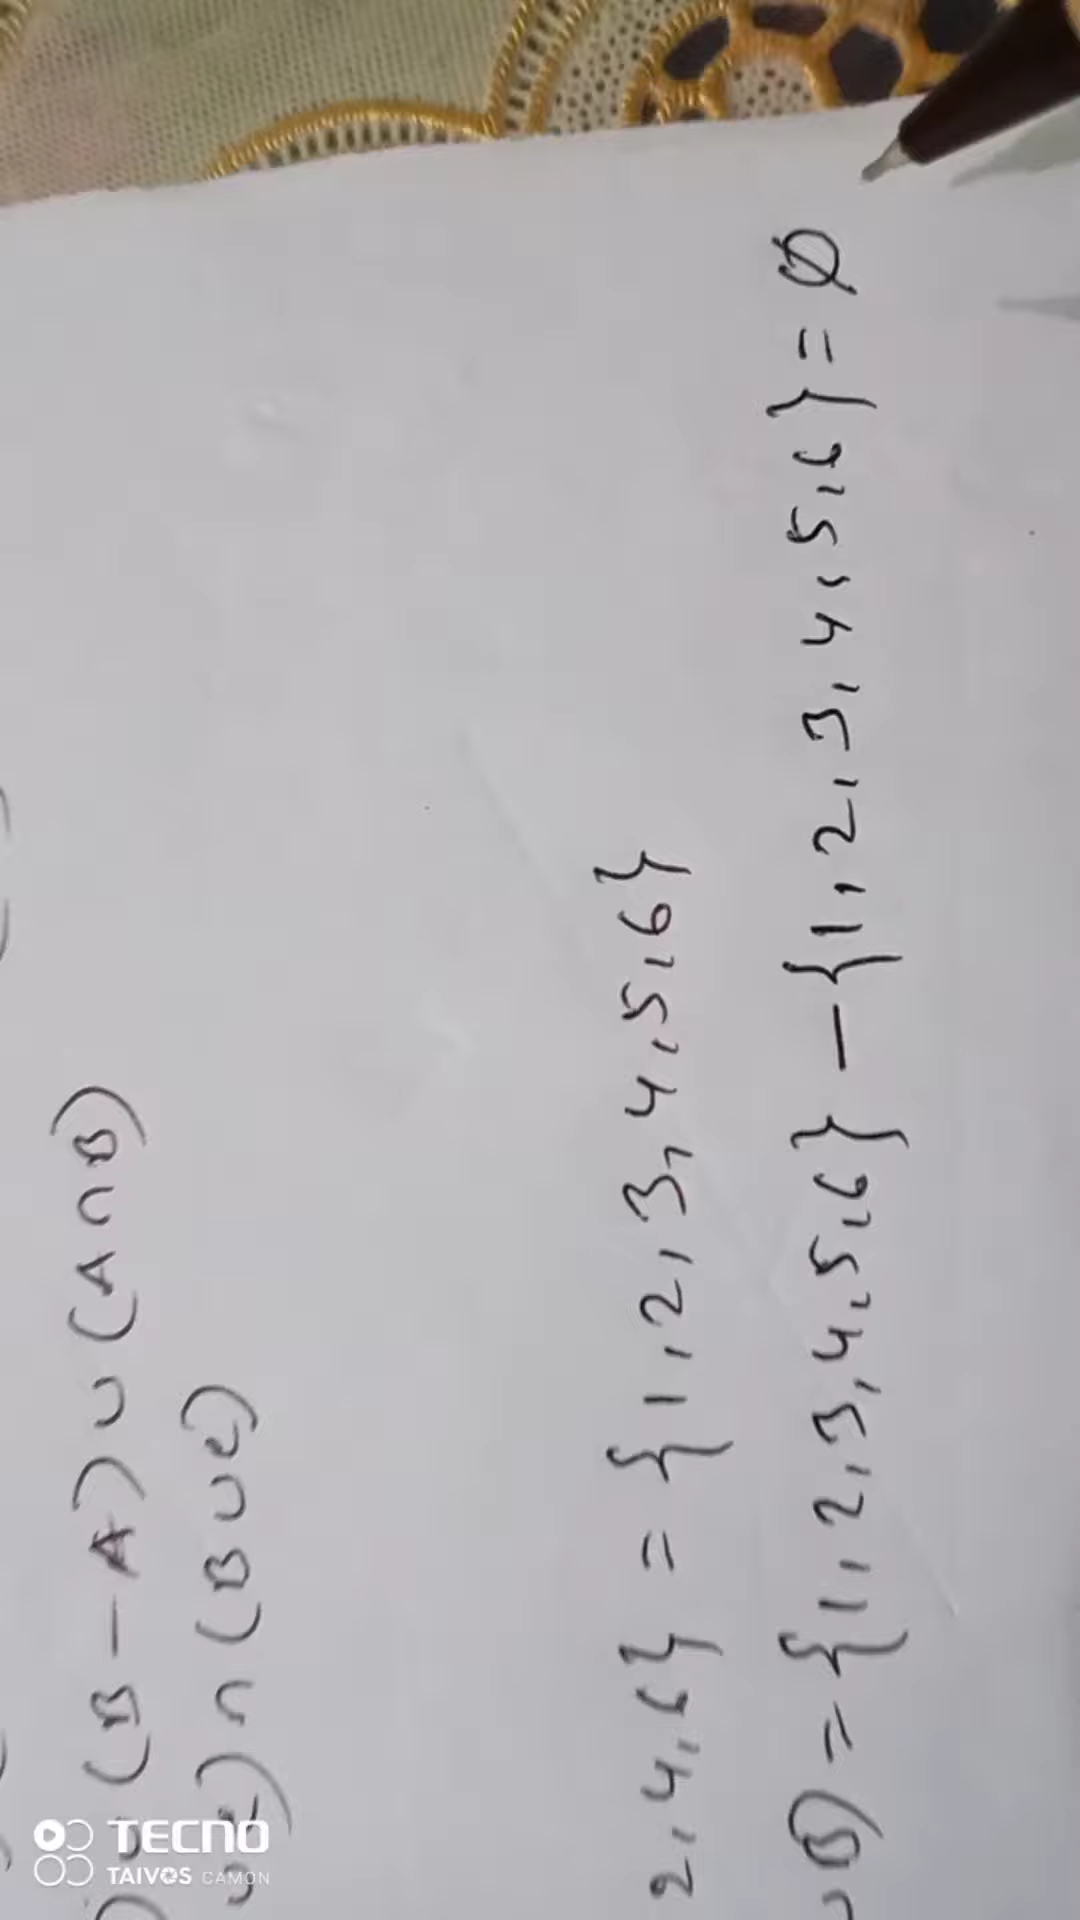 ∪ (B - A) ∪ (A ∩ B)
) ∩ (B ∪ C)
2, 4, 6} = {1, 2, 3, 4, 5, 6}
B) = {1, 2, 3, 4, 5, 6} - {1, 2, 3, 4, 5, 6} = Ø
TECNO
TAIVOS CAMON